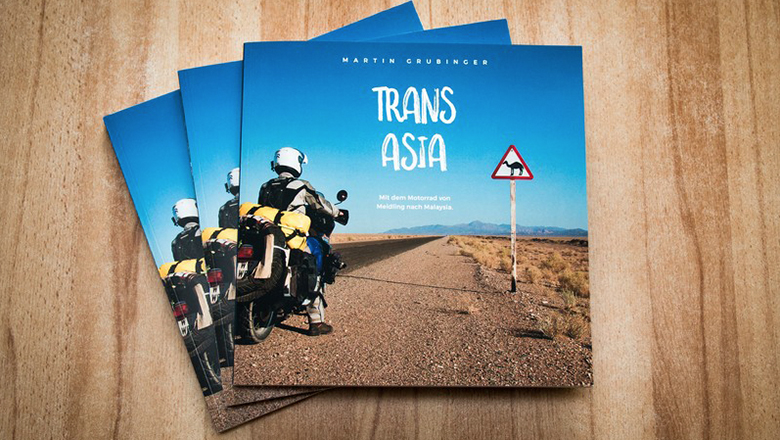 MARTIN GRUBINGER
TRANS
ASIA
Mit dem Motorrad von
Meidling nach Malaysia.